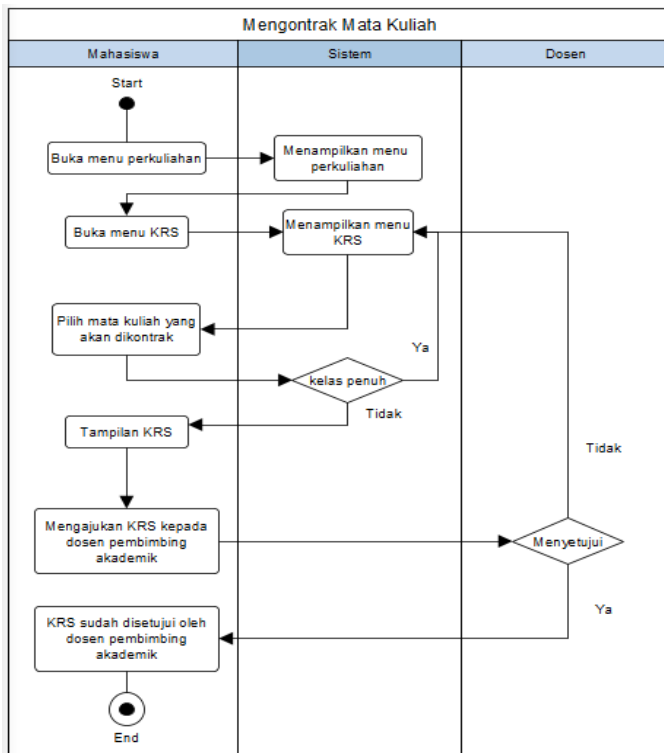 Mengontrak Mata Kuliah
Mahasiswa
Sistem
Dosen
Start
Buka menu perkuliahan
Menampilkan menu
perkuliahan
Buka menu KRS
Menampilkan menu
KRS
Pilih mata kuliah yang
akan dikontrak
Ya
kelas penuh
Tidak
Tampilan KRS
Tidak
Mengajukan KRS kepada
dosen pembimbing
akademik
Menyetujui
Ya
KRS sudah disetujui oleh
dosen pembimbing
akademik
End